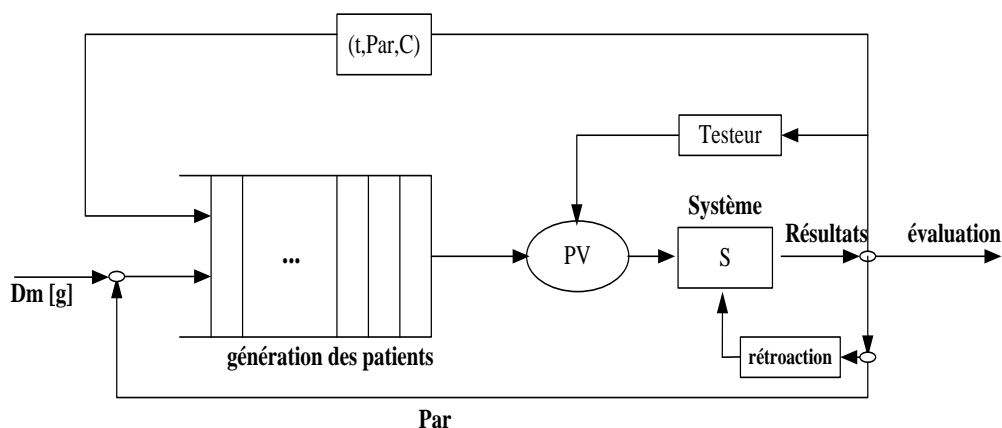 (t,Par,C)
Testeur
Système
Résultats
évaluation
...
PV
S
Dm [g]
génération des patients
rétroaction
Par